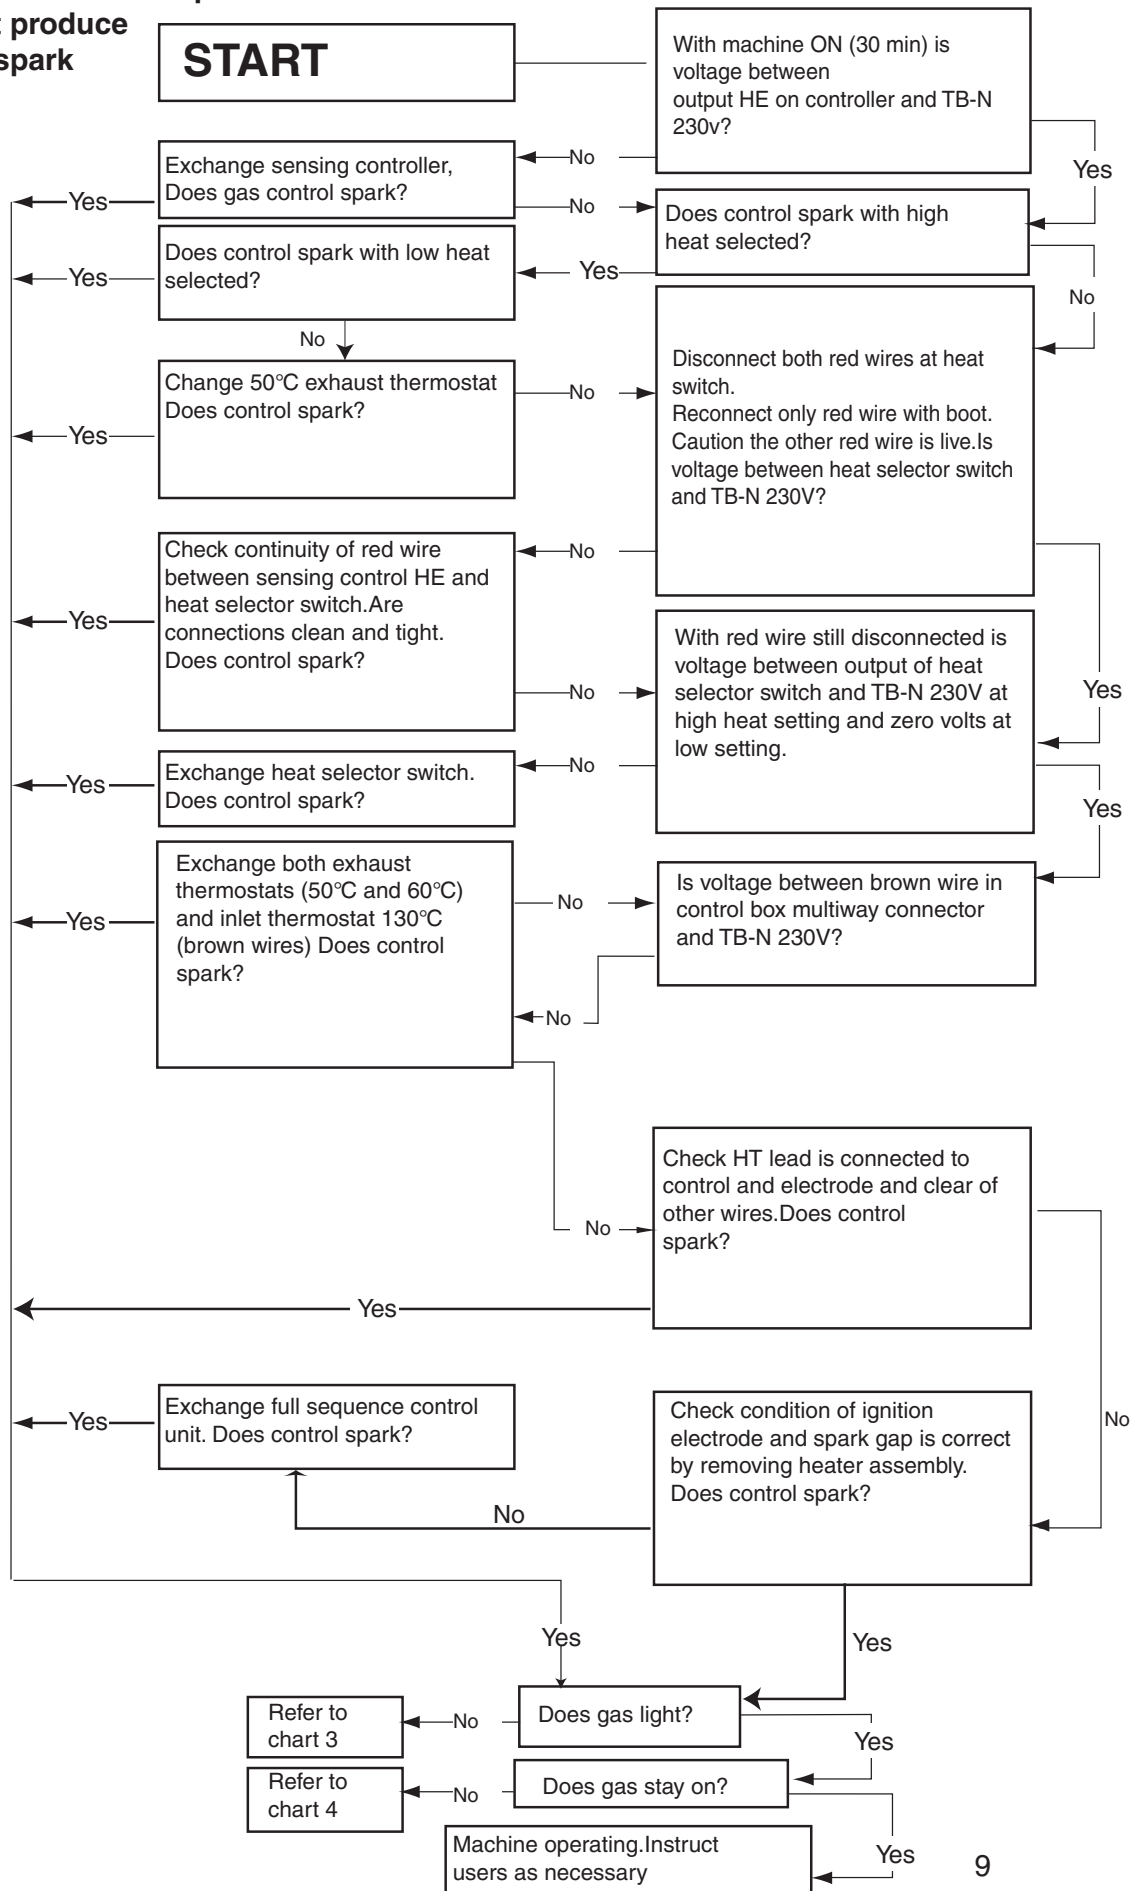 t produce
spark
START
With machine ON (30 min) is
voltage between
output HE on controller and TB-N
230v?
No
Yes
Exchange sensing controller,
Does gas control spark?
Yes
No
Does control spark with high
heat selected?
Does control spark with low heat
selected?
Yes
Yes
No
No
Change 50°C exhaust thermostat
Does control spark?
Yes
No
Disconnect both red wires at heat
switch.
Reconnect only red wire with boot.
Caution the other red wire is live.Is
voltage between heat selector switch
and TB-N 230V?
No
Yes
Check continuity of red wire
between sensing control HE and
heat selector switch.Are
connections clean and tight.
Does control spark?
Yes
No
With red wire still disconnected is
voltage between output of heat
selector switch and TB-N 230V at
high heat setting and zero volts at
low setting.
No
Yes
Exchange heat selector switch.
Does control spark?
Yes
Exchange both exhaust
thermostats (50°C and 60°C)
and inlet thermostat 130°C
(brown wires) Does control
spark?
Yes
No
Is voltage between brown wire in
control box multiway connector
and TB-N 230V?
No
No
Check HT lead is connected to
control and electrode and clear of
other wires.Does control
spark?
Yes
No
Exchange full sequence control
unit. Does control spark?
Yes
Check condition of ignition
electrode and spark gap is correct
by removing heater assembly.
Does control spark?
No
Yes
Yes
Does gas light?
No
Refer to
chart 3
Yes
Does gas stay on?
No
Refer to
chart 4
Yes
Machine operating.Instruct
users as necessary
9